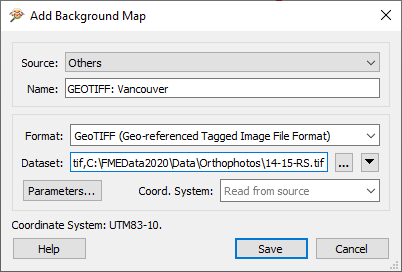 Add Background Map
Source: Others
Name: GEOTIFF: Vancouver
Format: GeoTIFF (Geo-referenced Tagged Image File Format)
Dataset: tif,C:\FMEData2020\Data\Orthophotos\14-15-RS.tif ...
Parameters... Coord. System: Read from source
Coordinate System: UTM83-10.
Help Save Cancel